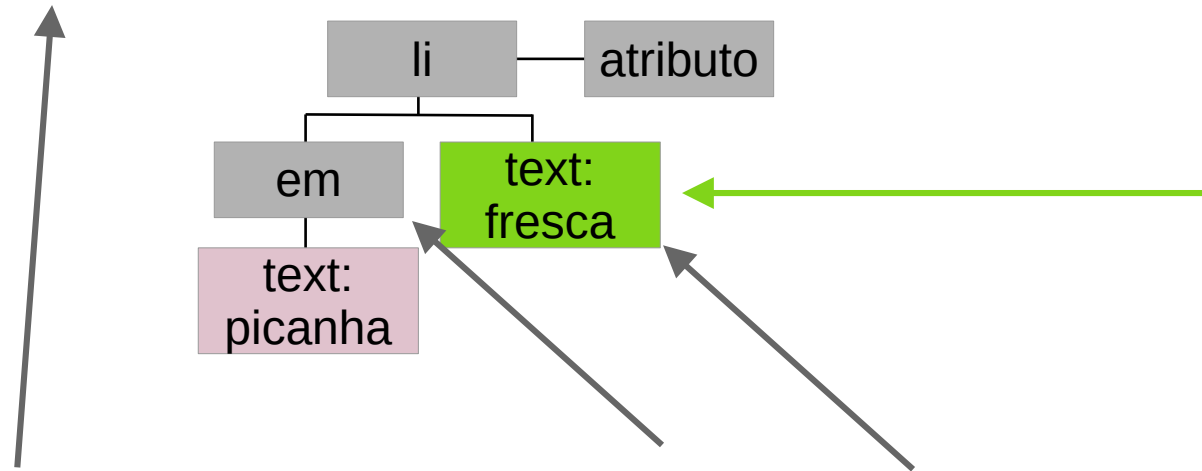 li
atributo
em
text:
fresca
text:
picanha